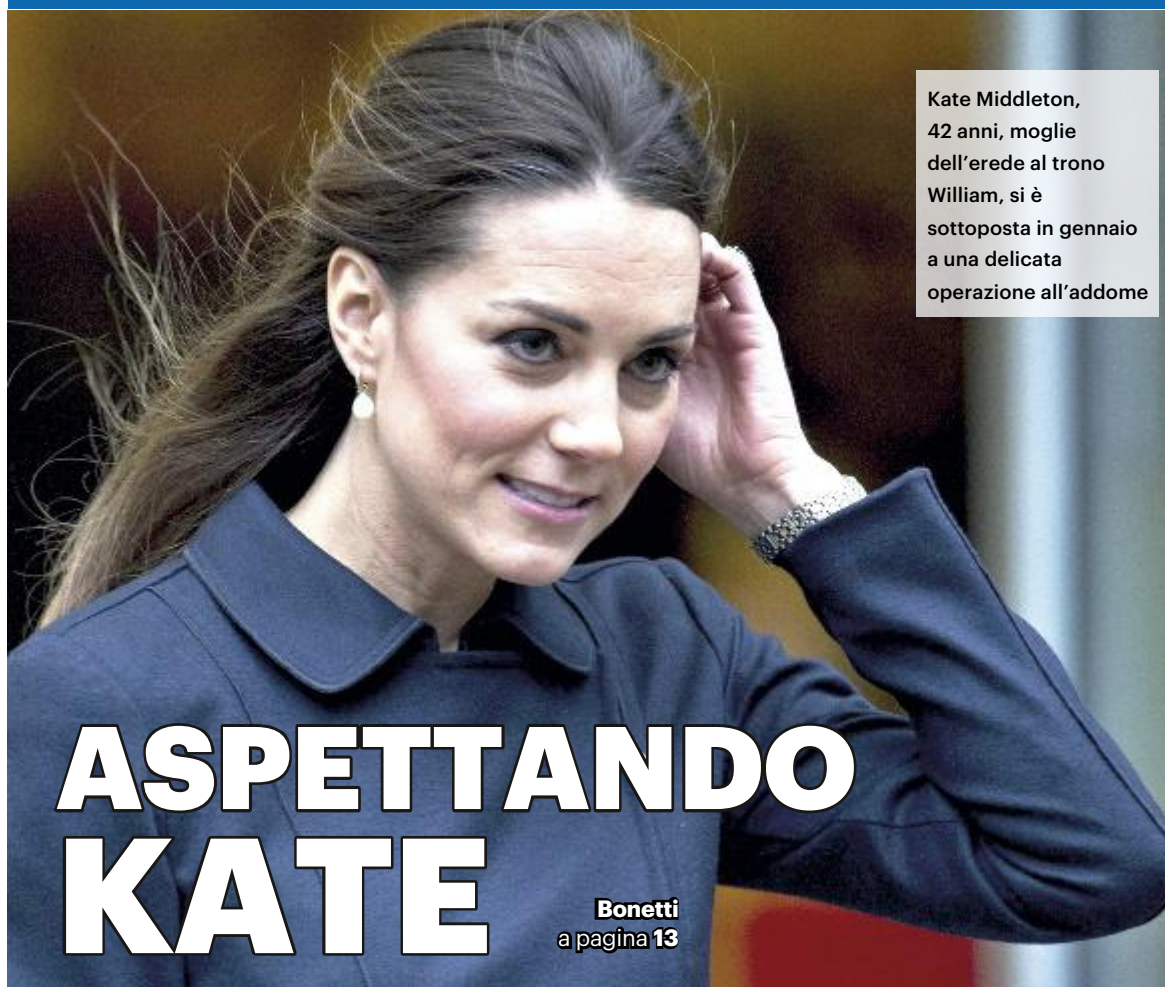 Kate Middleton,
42 anni, moglie
dell'erede al trono
William, si è
sottoposta in gennaio
a una delicata
operazione all'addome
ASPETTANDO
KATE
Bonetti
a pagina 13